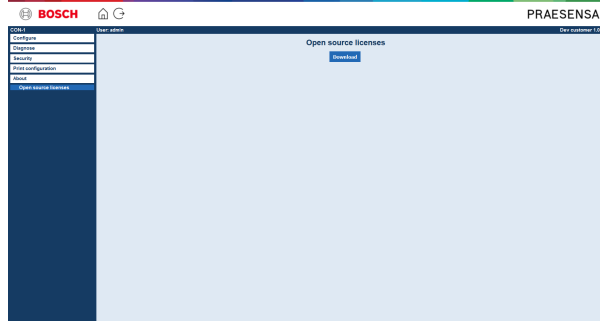 BOSCH
PRAESENSA
CON-1
User: admin
Dev customer 1.0
Configure
Diagnose
Security
Print configuration
About
Open source licenses
Open source licenses
Download